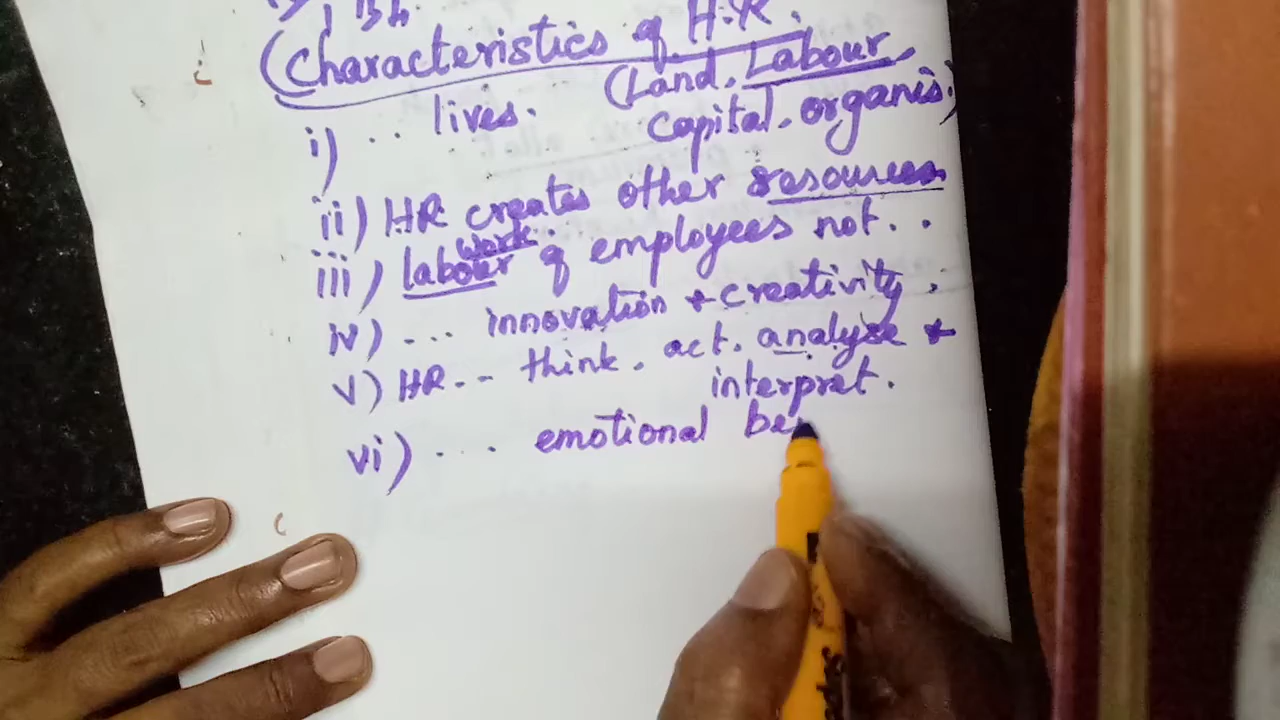 Characteristics of H.R.
(Land, Labour,
i) .. lives. capital, organis.)
ii) HR creates other resources
work.
iii) labour of employees not. ..
iv) ... innovation + creativity.
v) HR.-- think, act, analyse +
interpret.
vi) ... emotional be